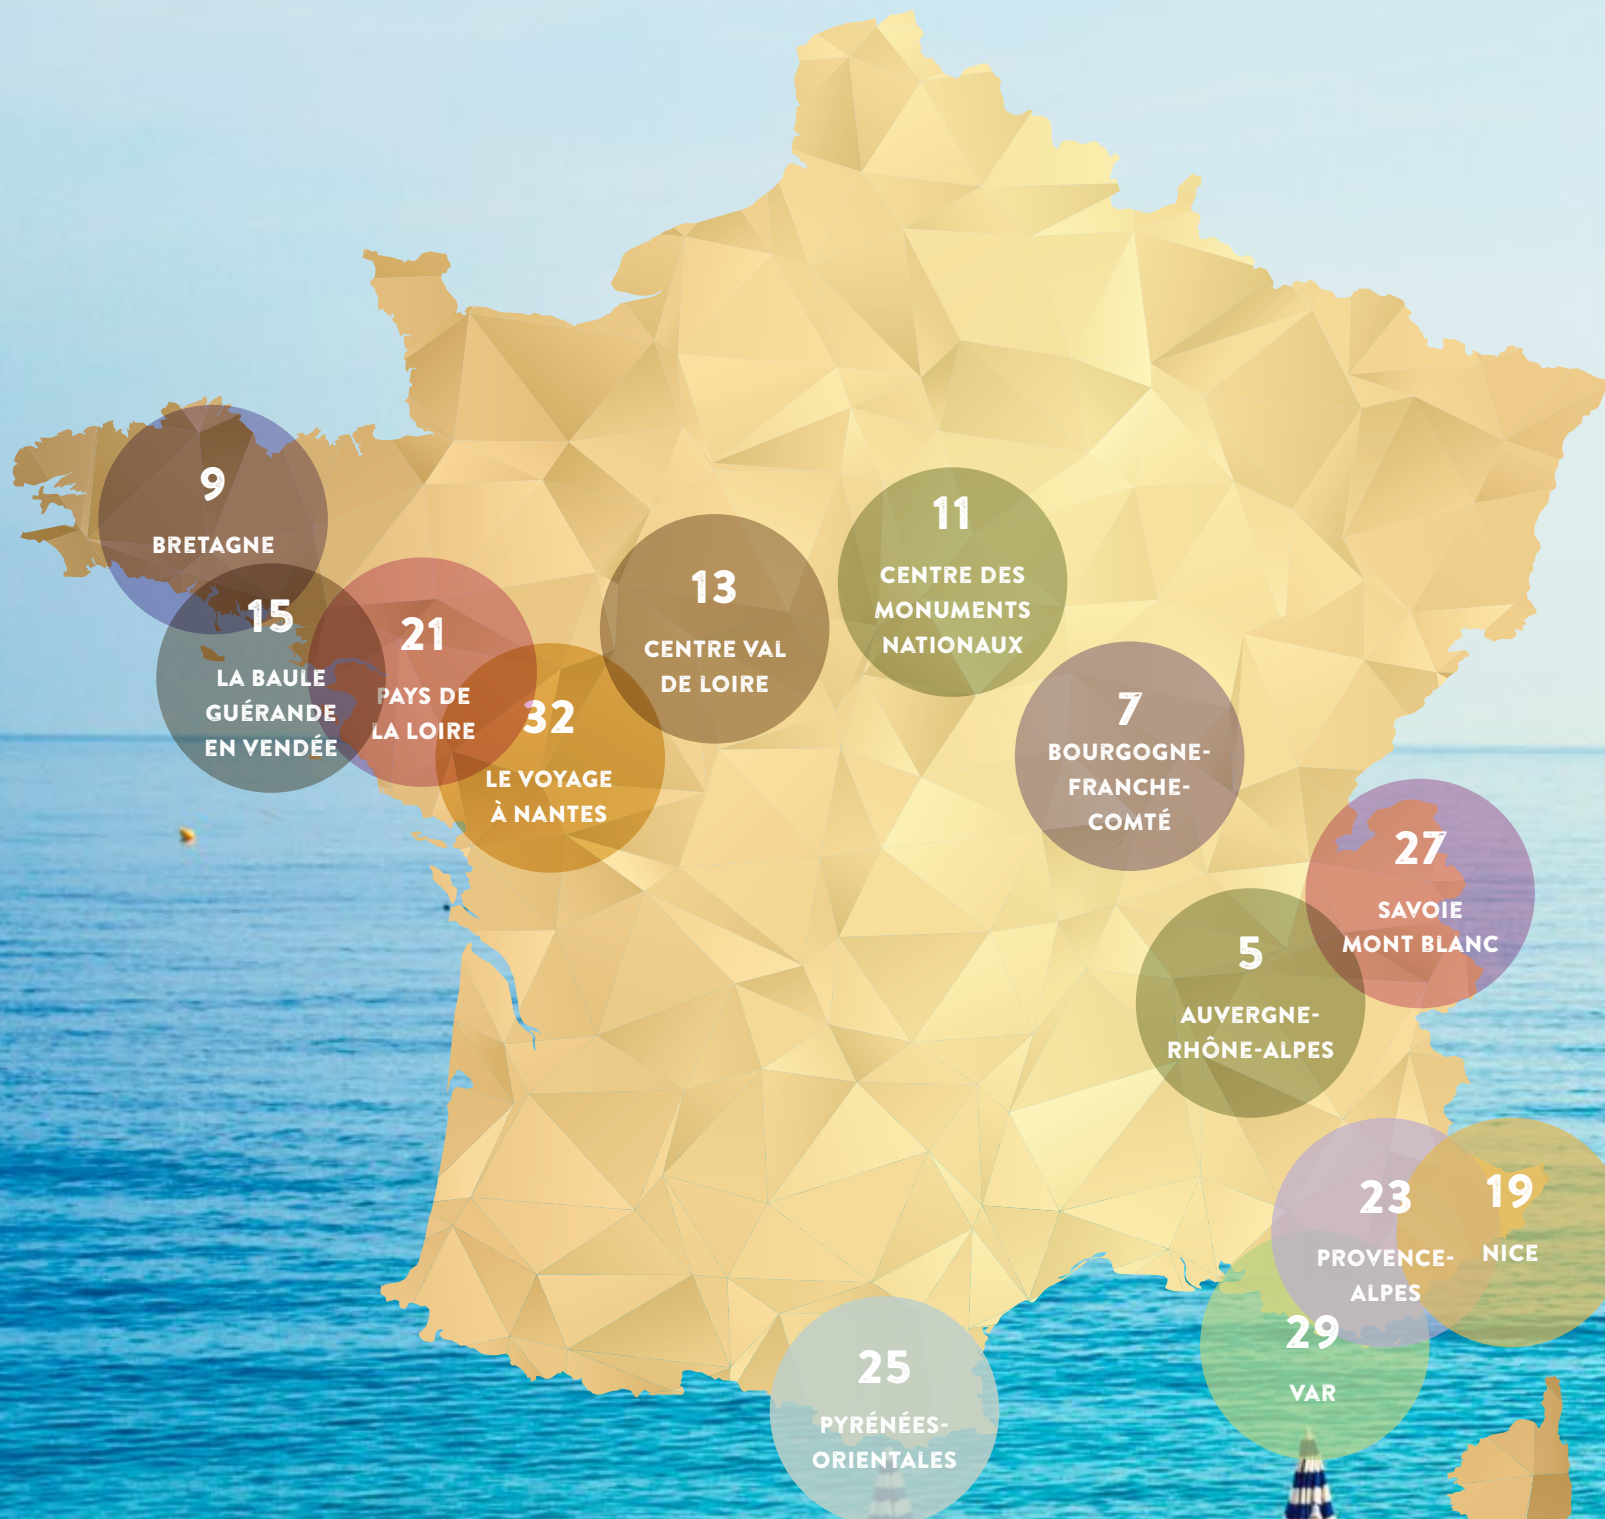 9
BRETAGNE
15
LA BAULE
GUÉRANDE
EN VENDÉE
21
PAYS DE
LA LOIRE
32
LE VOYAGE
À NANTES
13
CENTRE VAL
DE LOIRE
11
CENTRE DES
MONUMENTS
NATIONAUX
7
BOURGOGNE-
FRANCHE-
COMTÉ
27
SAVOIE
MONT BLANC
5
AUVERGNE-
RHÔNE-ALPES
23
PROVENCE-
ALPES
19
NICE
29
VAR
25
PYRÉNÉES-
ORIENTALES